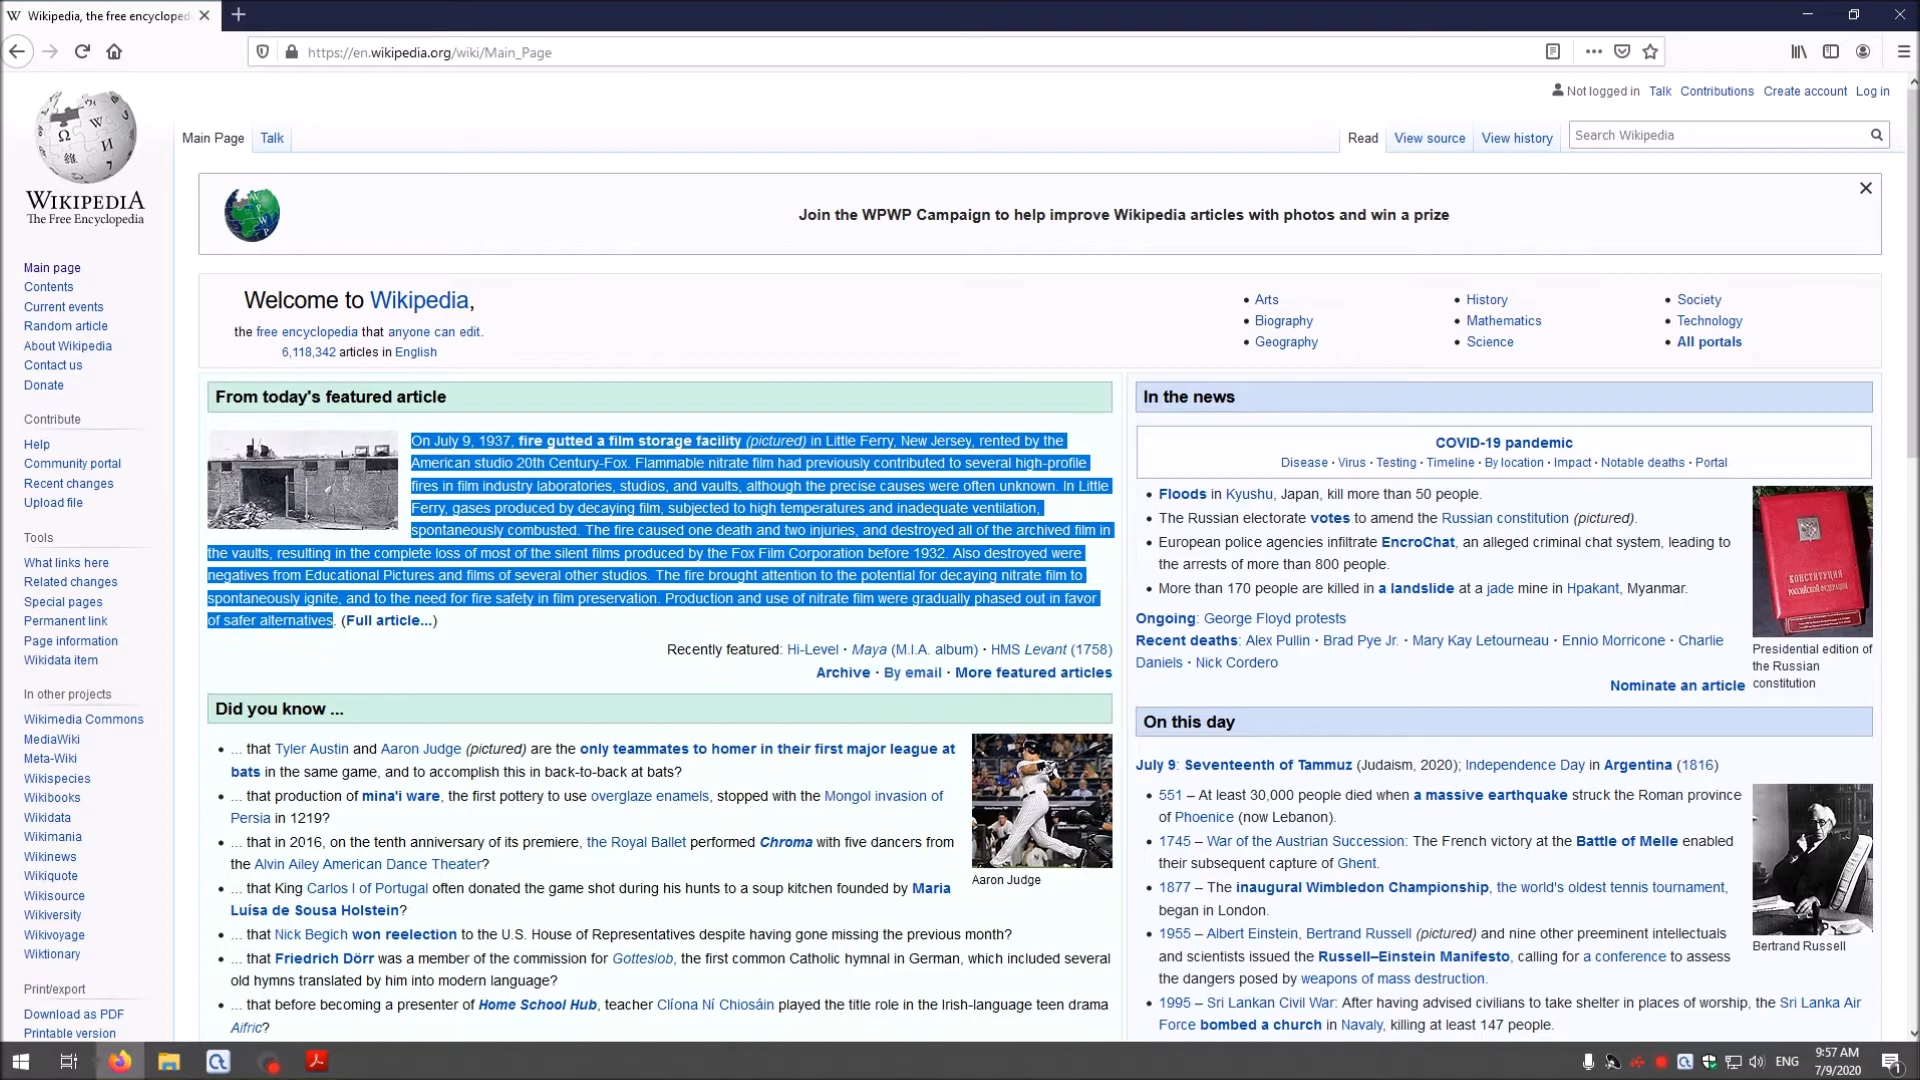 Wikipedia, the free encycloped
https://en.wikipedia.org/wiki/Main_Page
Not logged in Talk Contributions Create account Log in
Main Page Talk
Read View source View history
Search Wikipedia
WIKIPEDIA
The Free Encyclopedia
Main page
Contents
Current events
Random article
About Wikipedia
Contact us
Donate
Contribute
Help
Community portal
Recent changes
Upload file
Tools
What links here
Related changes
Special pages
Permanent link
Page information
Wikidata item
In other projects
Wikimedia Commons
MediaWiki
Meta-Wiki
Wikispecies
Wikibooks
Wikidata
Wikimania
Wikinews
Wikiquote
Wikisource
Wikiversity
Wikivoyage
Wiktionary
Print/export
Download as PDF
Printable version
Join the WPWP Campaign to help improve Wikipedia articles with photos and win a prize
Welcome to Wikipedia,
the free encyclopedia that anyone can edit.
6,118,342 articles in English
Arts
Biography
Geography
History
Mathematics
Science
Society
Technology
All portals
From today's featured article
On July 9, 1937, fire gutted a film storage facility (pictured) in Little Ferry, New Jersey, rented by the
American studio 20th Century-Fox. Flammable nitrate film had previously contributed to several high-profile
fires in film industry laboratories, studios, and vaults, although the precise causes were often unknown. In Little
Ferry, gases produced by decaying film, subjected to high temperatures and inadequate ventilation,
spontaneously combusted. The fire caused one death and two injuries, and destroyed all of the archived film in
the vaults, resulting in the complete loss of most of the silent films produced by the Fox Film Corporation before 1932. Also destroyed were
negatives from Educational Pictures and films of several other studios. The fire brought attention to the potential for decaying nitrate film to
spontaneously ignite, and to the need for fire safety in film preservation. Production and use of nitrate film were gradually phased out in favor
of safer alternatives. (Full article...)
Recently featured: Hi-Level · Maya (M.I.A. album) · HMS Levant (1758)
Archive · By email · More featured articles
Did you know ...
... that Tyler Austin and Aaron Judge (pictured) are the only teammates to homer in their first major league at
bats in the same game, and to accomplish this in back-to-back at bats?
... that production of mina'i ware, the first pottery to use overglaze enamels, stopped with the Mongol invasion of
Persia in 1219?
... that in 2016, on the tenth anniversary of its premiere, the Royal Ballet performed Chroma with five dancers from
the Alvin Ailey American Dance Theater?
... that King Carlos I of Portugal often donated the game shot during his hunts to a soup kitchen founded by Maria
Luísa de Sousa Holstein?
... that Nick Begich won reelection to the U.S. House of Representatives despite having gone missing the previous month?
... that Friedrich Dörr was a member of the commission for Gotteslob, the first common Catholic hymnal in German, which included several
old hymns translated by him into modern language?
... that before becoming a presenter of Home School Hub, teacher Clíona Ní Chiosáin played the title role in the Irish-language teen drama
Aifric?
Aaron Judge
In the news
COVID-19 pandemic
Disease · Virus · Testing · Timeline · By location · Impact · Notable deaths · Portal
Floods in Kyushu, Japan, kill more than 50 people.
The Russian electorate votes to amend the Russian constitution (pictured).
European police agencies infiltrate EncroChat, an alleged criminal chat system, leading to
the arrests of more than 800 people.
More than 170 people are killed in a landslide at a jade mine in Hpakant, Myanmar.
Ongoing: George Floyd protests
Recent deaths: Alex Pullin · Brad Pye Jr. · Mary Kay Letourneau · Ennio Morricone · Charlie
Daniels · Nick Cordero
Nominate an article
КОНСТИТУЦИЯ
РОССИЙСКОЙ ФЕДЕРАЦИИ
Presidential edition of
the Russian
constitution
On this day
July 9: Seventeenth of Tammuz (Judaism, 2020); Independence Day in Argentina (1816)
551 – At least 30,000 people died when a massive earthquake struck the Roman province
of Phoenice (now Lebanon).
1745 – War of the Austrian Succession: The French victory at the Battle of Melle enabled
their subsequent capture of Ghent.
1877 – The inaugural Wimbledon Championship, the world's oldest tennis tournament,
began in London.
1955 – Albert Einstein, Bertrand Russell (pictured) and nine other preeminent intellectuals
and scientists issued the Russell–Einstein Manifesto, calling for a conference to assess
the dangers posed by weapons of mass destruction.
1995 – Sri Lankan Civil War: After having advised civilians to take shelter in places of worship, the Sri Lanka Air
Force bombed a church in Navaly, killing at least 147 people.
Bertrand Russell
ENG
9:57 AM
7/9/2020
1